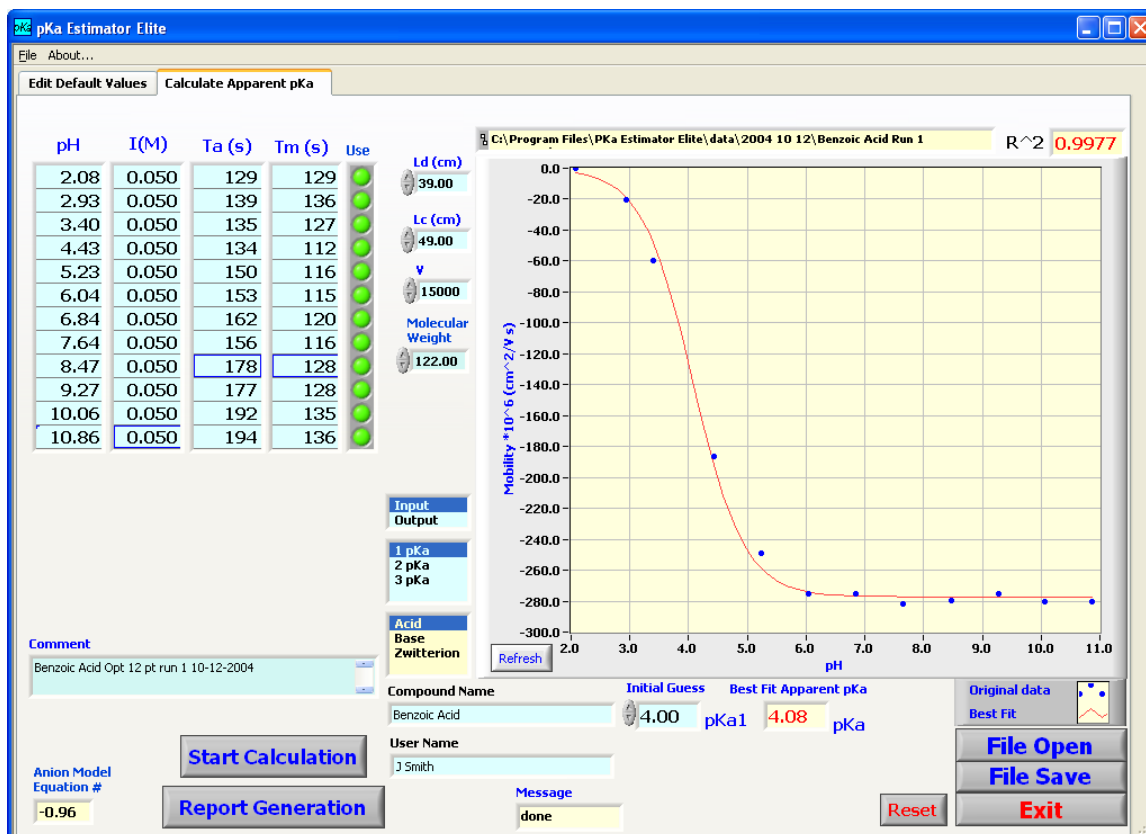 pKa pKa Estimator Elite
File About...
Edit Default Values Calculate Apparent pKa
C:\Program Files\PKa Estimator Elite\data\2004 10 12\Benzoic Acid Run 1 R^2 0.9977
pH I(M) Ta (s) Tm (s) Use
2.08 0.050 129 129
2.93 0.050 139 136
3.40 0.050 135 127
4.43 0.050 134 112
5.23 0.050 150 116
6.04 0.050 153 115
6.84 0.050 162 120
7.64 0.050 156 116
8.47 0.050 178 128
9.27 0.050 177 128
10.06 0.050 192 135
10.86 0.050 194 136
Ld (cm)
39.00
Lc (cm)
49.00
V
15000
Molecular
Weight
122.00
Input
Output
1 pKa
2 pKa
3 pKa
Acid
Base
Zwitterion
Mobility *10^6 (cm^2/V s)
0.0
-20.0
-40.0
-60.0
-80.0
-100.0
-120.0
-140.0
-160.0
-180.0
-200.0
-220.0
-240.0
-260.0
-280.0
-300.0
2.0 3.0 4.0 5.0 6.0 7.0 8.0 9.0 10.0 11.0
pH
Refresh
Comment
Benzoic Acid Opt 12 pt run 1 10-12-2004
Compound Name
Benzoic Acid
Initial Guess
4.00 pKa1
Best Fit Apparent pKa
4.08 pKa
Original data
Best Fit
User Name
J Smith
Start Calculation
Report Generation
Anion Model
Equation #
-0.96
Message
done
Reset
File Open
File Save
Exit